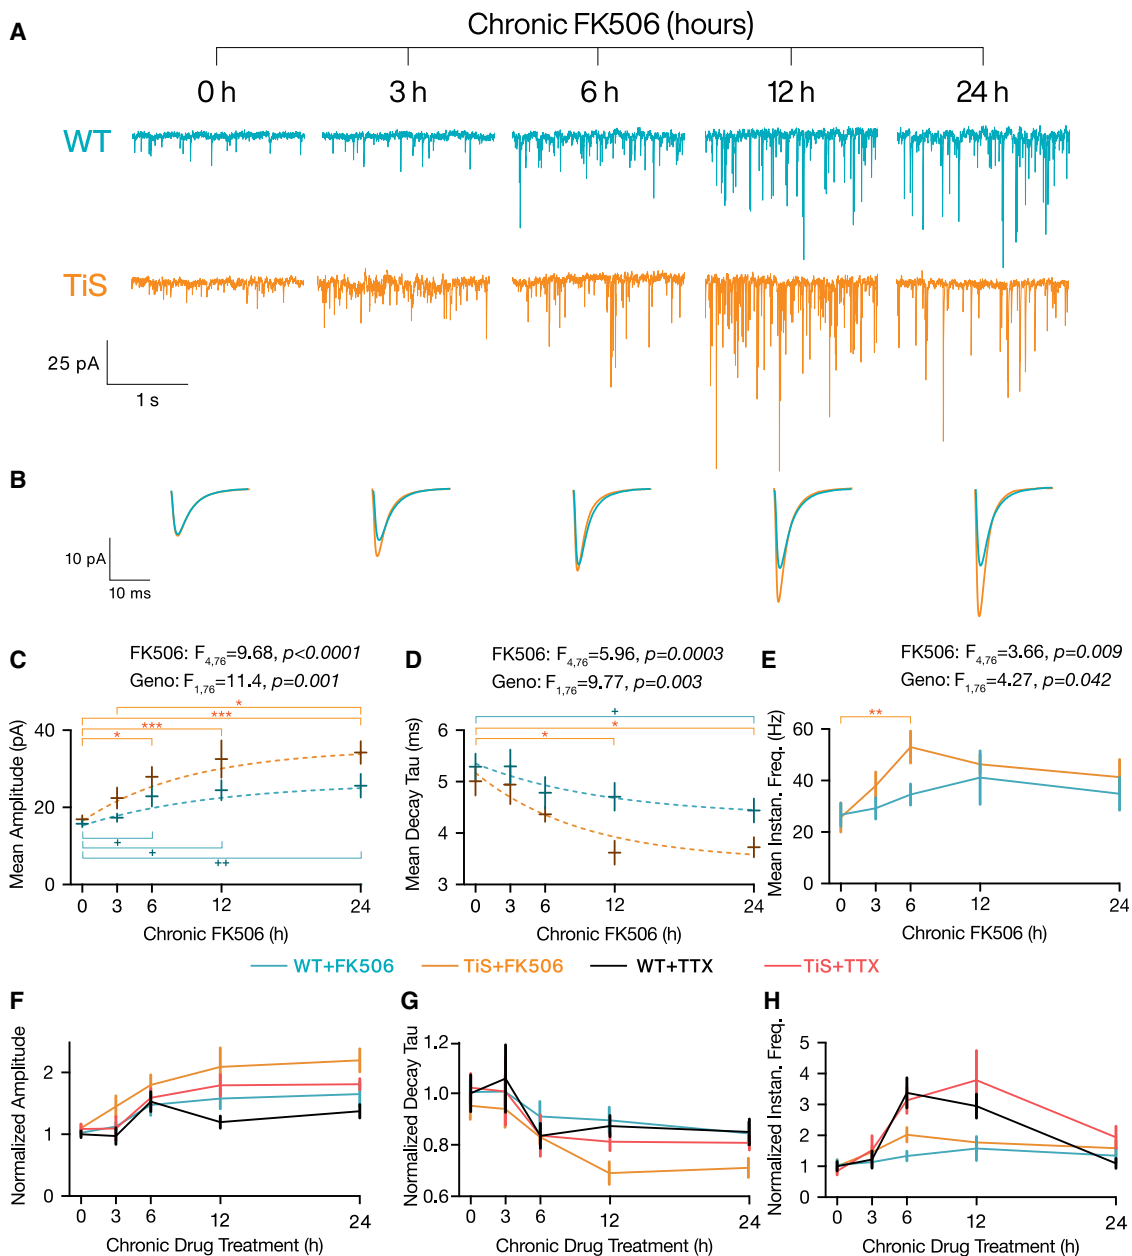 A
Chronic FK506 (hours)
0 h 3 h 6 h 12 h 24 h
WT
TiS
25 pA
1 s
B
10 pA
10 ms
C
FK506: F4,76=9.68, p<0.0001
Geno: F1,76=11.4, p=0.001
Mean Amplitude (pA)
40
20
0
*
***
***
*
+
+
++
0 3 6 12 24
Chronic FK506 (h)
D
FK506: F4,76=5.96, p=0.0003
Geno: F1,76=9.77, p=0.003
Mean Decay Tau (ms)
6
5
4
3
+
*
*
0 3 6 12 24
Chronic FK506 (h)
E
FK506: F4,76=3.66, p=0.009
Geno: F1,76=4.27, p=0.042
Mean Instan. Freq. (Hz)
60
40
20
0
**
0 3 6 12 24
Chronic FK506 (h)
WT+FK506 TiS+FK506 WT+TTX TiS+TTX
F
Normalized Amplitude
2
1
0
0 3 6 12 24
Chronic Drug Treatment (h)
G
Normalized Decay Tau
1.2
1.0
0.8
0.6
0 3 6 12 24
Chronic Drug Treatment (h)
H
Normalized Instan. Freq.
5
4
3
2
1
0
0 3 6 12 24
Chronic Drug Treatment (h)